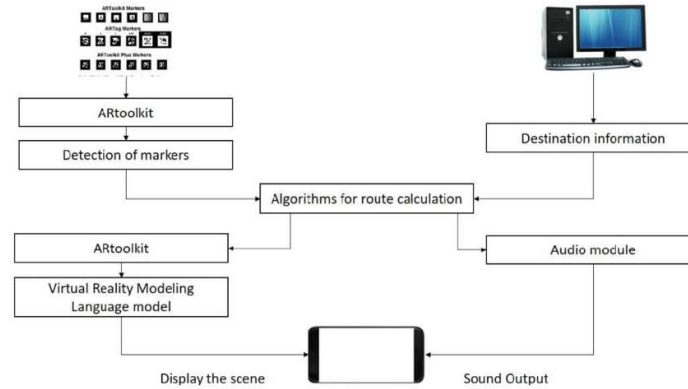 ARToolkit Markers
ARTag Markers
ARToolkit Plus Markers
ARtoolkit
Destination information
Detection of markers
Algorithms for route calculation
ARtoolkit
Audio module
Virtual Reality Modeling
Language model
Display the scene
Sound Output